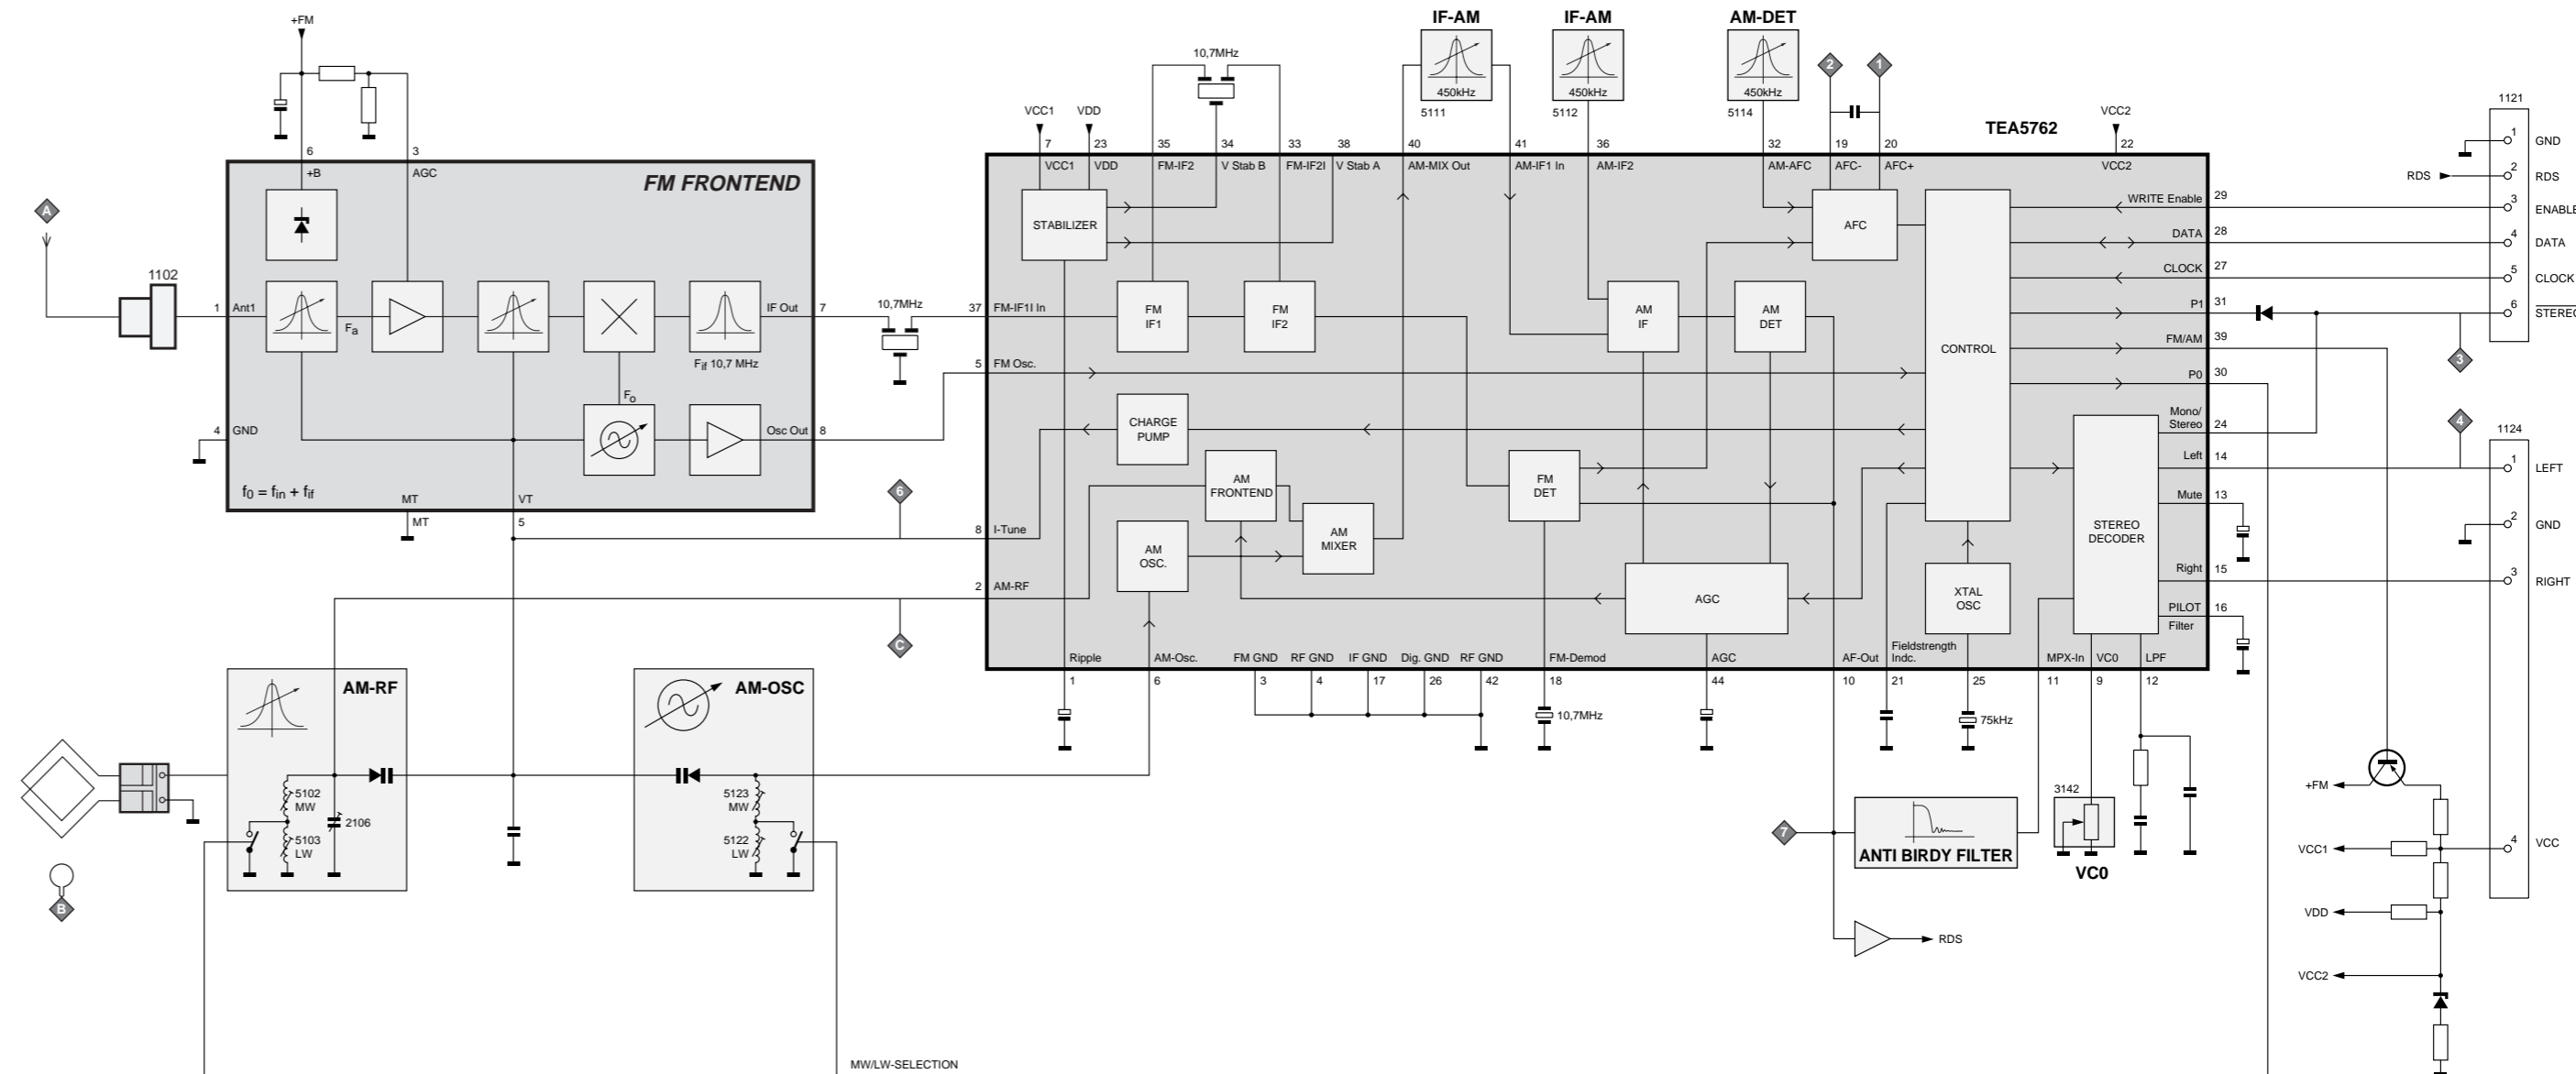 +FM
6
3
+B
AGC
FM FRONTEND
A
1102
1
Ant1
Fa
IF Out
7
Fif 10,7 MHz
Fo
4
GND
Osc Out
8
f0 = fin + fif
MT
VT
MT
5
10,7MHz
6
C
IF-AM
IF-AM
AM-DET
10,7MHz
450kHz
450kHz
450kHz
5111
5112
5114
2
1
VCC1
VDD
VCC2
TEA5762
7
23
35
34
33
38
40
41
36
32
19
20
22
VCC1
VDD
FM-IF2
V Stab B
FM-IF2I
V Stab A
AM-MIX Out
AM-IF1 In
AM-IF2
AM-AFC
AFC-
AFC+
VCC2
STABILIZER
AFC
37
FM-IF1I In
FM
IF1
FM
IF2
AM
IF
AM
DET
CONTROL
5
FM Osc.
CHARGE
PUMP
AM
FRONTEND
FM
DET
8
I-Tune
AM
OSC.
AM
MIXER
2
AM-RF
AGC
XTAL
OSC
STEREO
DECODER
WRITE Enable
29
DATA
28
CLOCK
27
P1
31
FM/AM
39
P0
30
Mono/
Stereo
24
Left
14
Mute
13
Right
15
PILOT
16
Filter
Ripple
AM-Osc.
FM GND
RF GND
IF GND
Dig. GND
RF GND
FM-Demod
AGC
AF-Out
Fieldstrength
Indc.
MPX-In
VC0
LPF
1
6
3
4
17
26
42
18
44
10
21
25
11
9
12
10,7MHz
75kHz
1121
1
GND
RDS
2
RDS
3
ENABLE
4
DATA
5
CLOCK
6
STEREO
3
4
1124
1
LEFT
2
GND
3
RIGHT
4
VCC
AM-RF
5102
MW
5103
LW
2106
B
AM-OSC
5123
MW
5122
LW
7
ANTI BIRDY FILTER
3142
VC0
RDS
+FM
VCC1
VDD
VCC2
MW/LW-SELECTION